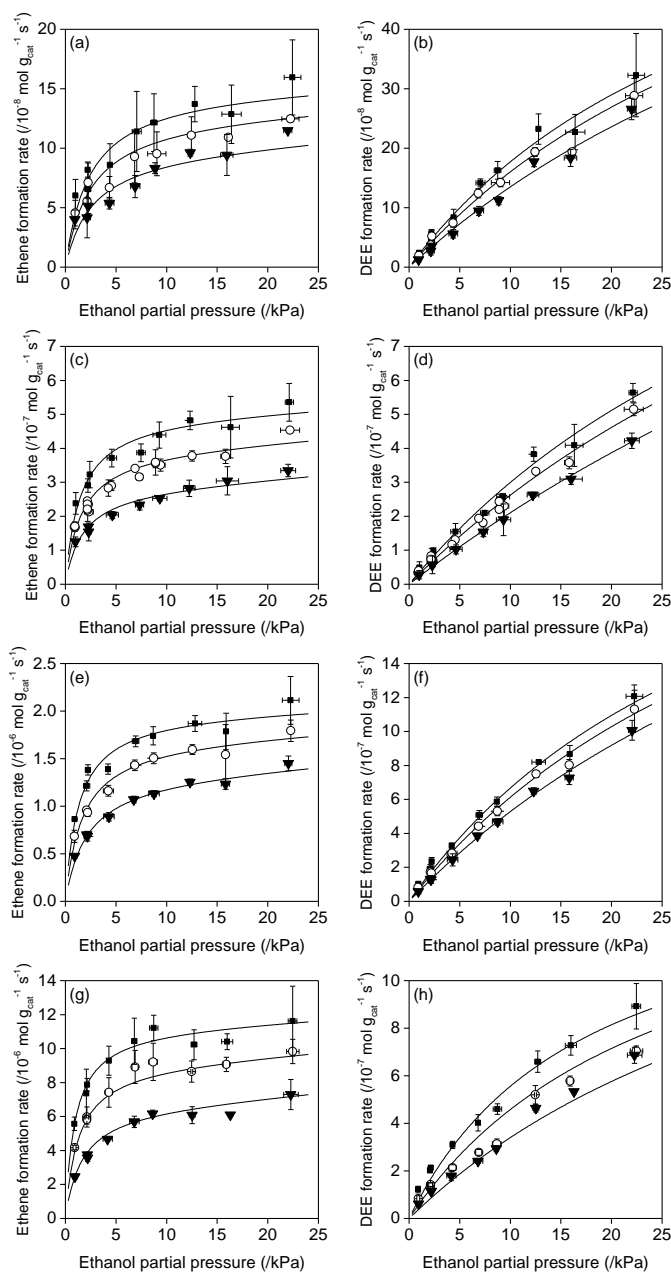 (a)
Ethene formation rate (/10⁻⁸ mol g_cat⁻¹ s⁻¹)
20
15
10
5
0
0 5 10 15 20 25
Ethanol partial pressure (/kPa)
(b)
DEE formation rate (/10⁻⁸ mol g_cat⁻¹ s⁻¹)
40
30
20
10
0
0 5 10 15 20 25
Ethanol partial pressure (/kPa)
(c)
Ethene formation rate (/10⁻⁷ mol g_cat⁻¹ s⁻¹)
7
6
5
4
3
2
1
0
0 5 10 15 20 25
Ethanol partial pressure (/kPa)
(d)
DEE formation rate (/10⁻⁷ mol g_cat⁻¹ s⁻¹)
7
6
5
4
3
2
1
0
0 5 10 15 20 25
Ethanol partial pressure (/kPa)
(e)
Ethene formation rate (/10⁻⁶ mol g_cat⁻¹ s⁻¹)
2.5
2.0
1.5
1.0
0.5
0.0
0 5 10 15 20 25
Ethanol partial pressure (/kPa)
(f)
DEE formation rate (/10⁻⁷ mol g_cat⁻¹ s⁻¹)
14
12
10
8
6
4
2
0
0 5 10 15 20 25
Ethanol partial pressure (/kPa)
(g)
Ethene formation rate (/10⁻⁶ mol g_cat⁻¹ s⁻¹)
14
12
10
8
6
4
2
0
0 5 10 15 20 25
Ethanol partial pressure (/kPa)
(h)
DEE formation rate (/10⁻⁷ mol g_cat⁻¹ s⁻¹)
10
8
6
4
2
0
0 5 10 15 20 25
Ethanol partial pressure (/kPa)